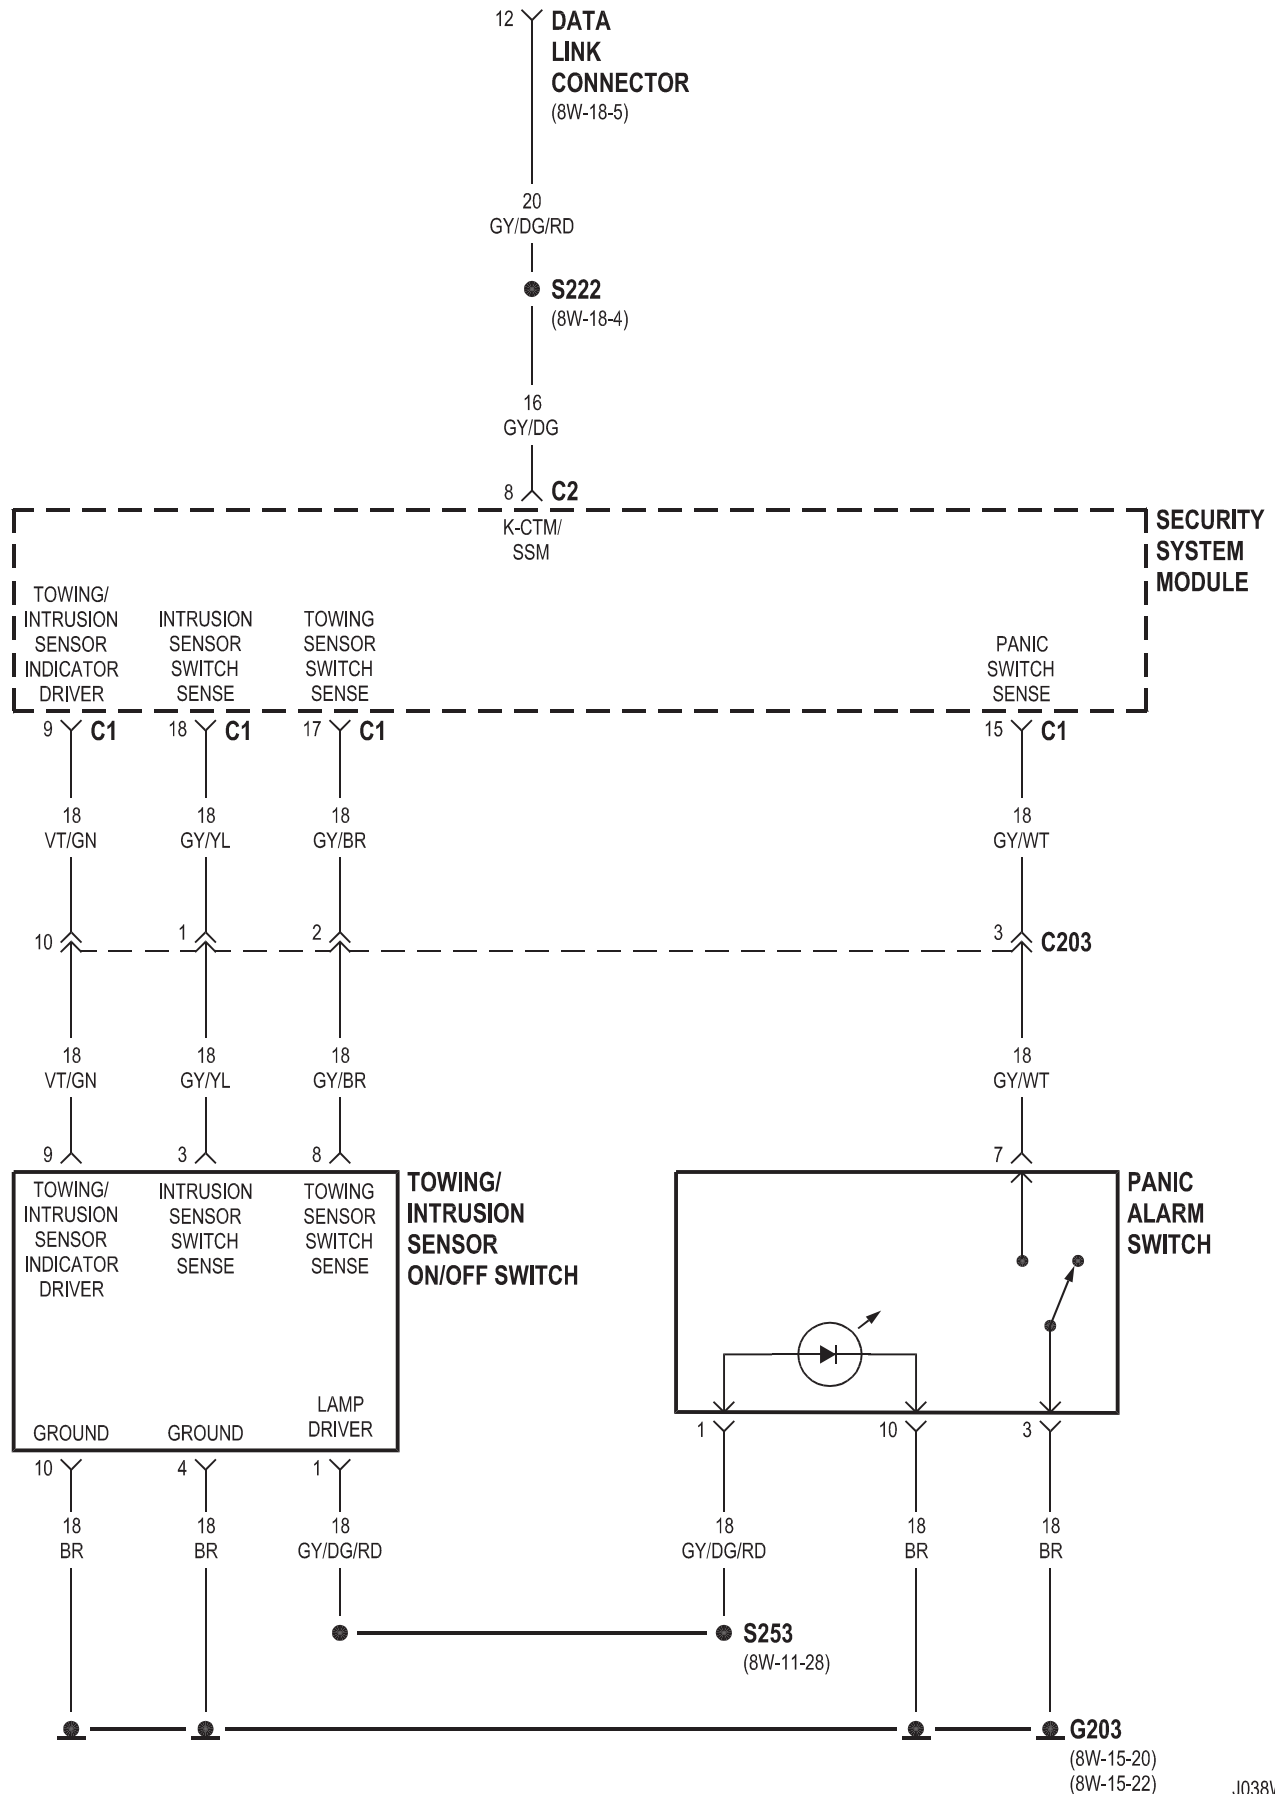 12 DATA
LINK
CONNECTOR
(8W-18-5)
20
GY/DG/RD
S222
(8W-18-4)
16
GY/DG
8 C2
K-CTM/
SSM
SECURITY
SYSTEM
MODULE
TOWING/
INTRUSION
SENSOR
INDICATOR
DRIVER
INTRUSION
SENSOR
SWITCH
SENSE
TOWING
SENSOR
SWITCH
SENSE
PANIC
SWITCH
SENSE
9 C1 18 C1 17 C1 15 C1
18 18 18 18
VT/GN GY/YL GY/BR GY/WT
10 1 2 3 C203
18 18 18 18
VT/GN GY/YL GY/BR GY/WT
9 3 8 7
TOWING/
INTRUSION
SENSOR
INDICATOR
DRIVER
INTRUSION
SENSOR
SWITCH
SENSE
TOWING
SENSOR
SWITCH
SENSE
TOWING/
INTRUSION
SENSOR
ON/OFF SWITCH
PANIC
ALARM
SWITCH
GROUND
GROUND
LAMP
DRIVER
10 4 1 1 10 3
18 18 18 18 18 18
BR BR GY/DG/RD GY/DG/RD BR BR
S253
(8W-11-28)
G203
(8W-15-20)
(8W-15-22)